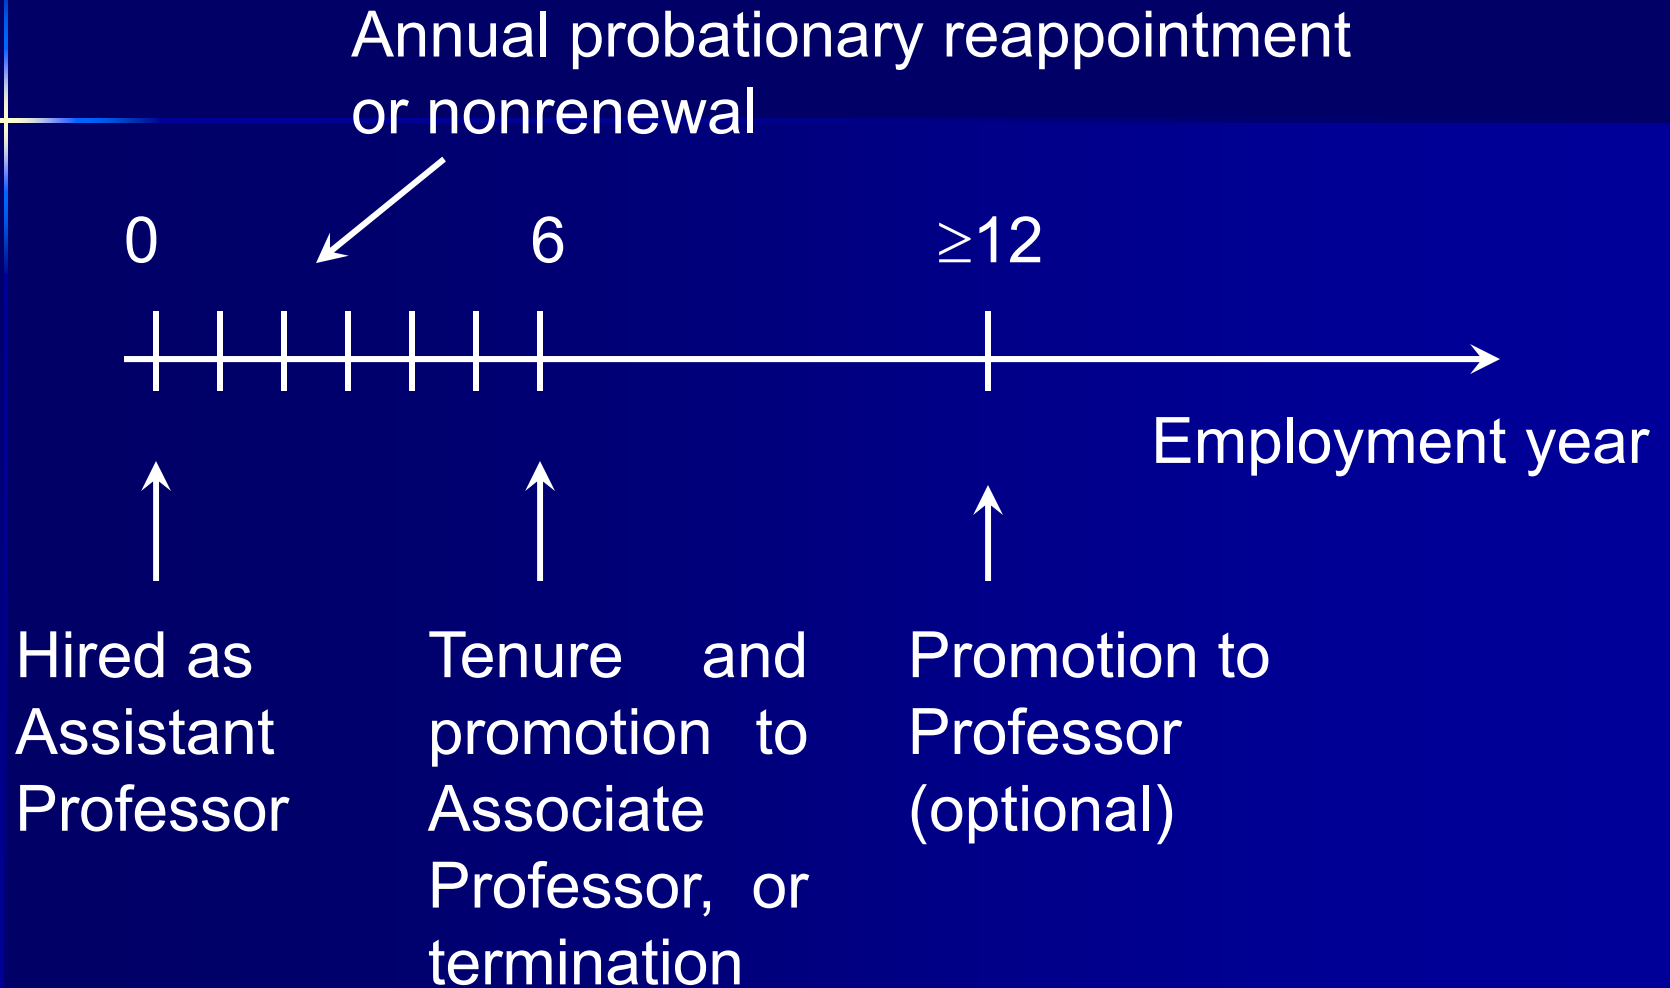 Annual probationary reappointment
or nonrenewal
0
6
≥12
Employment year
Hired as
Assistant
Professor
Tenure and
promotion to
Associate
Professor, or
termination
Promotion to
Professor
(optional)